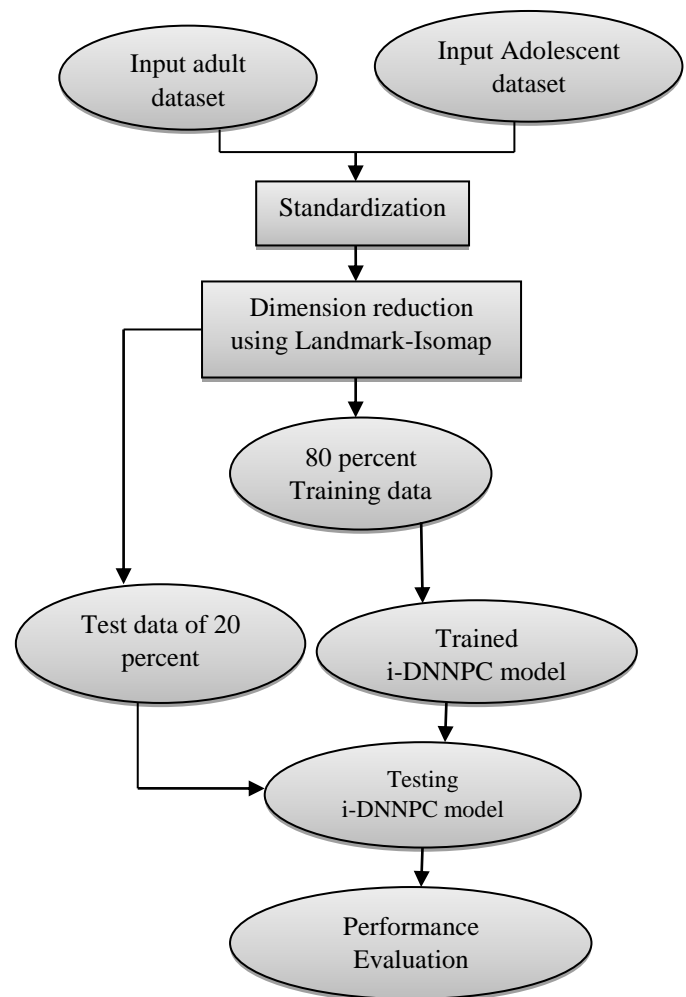 Input adult
dataset
Input Adolescent
dataset
Standardization
Dimension reduction
using Landmark-Isomap
80 percent
Training data
Test data of 20
percent
Trained
i-DNNPC model
Testing
i-DNNPC model
Performance
Evaluation